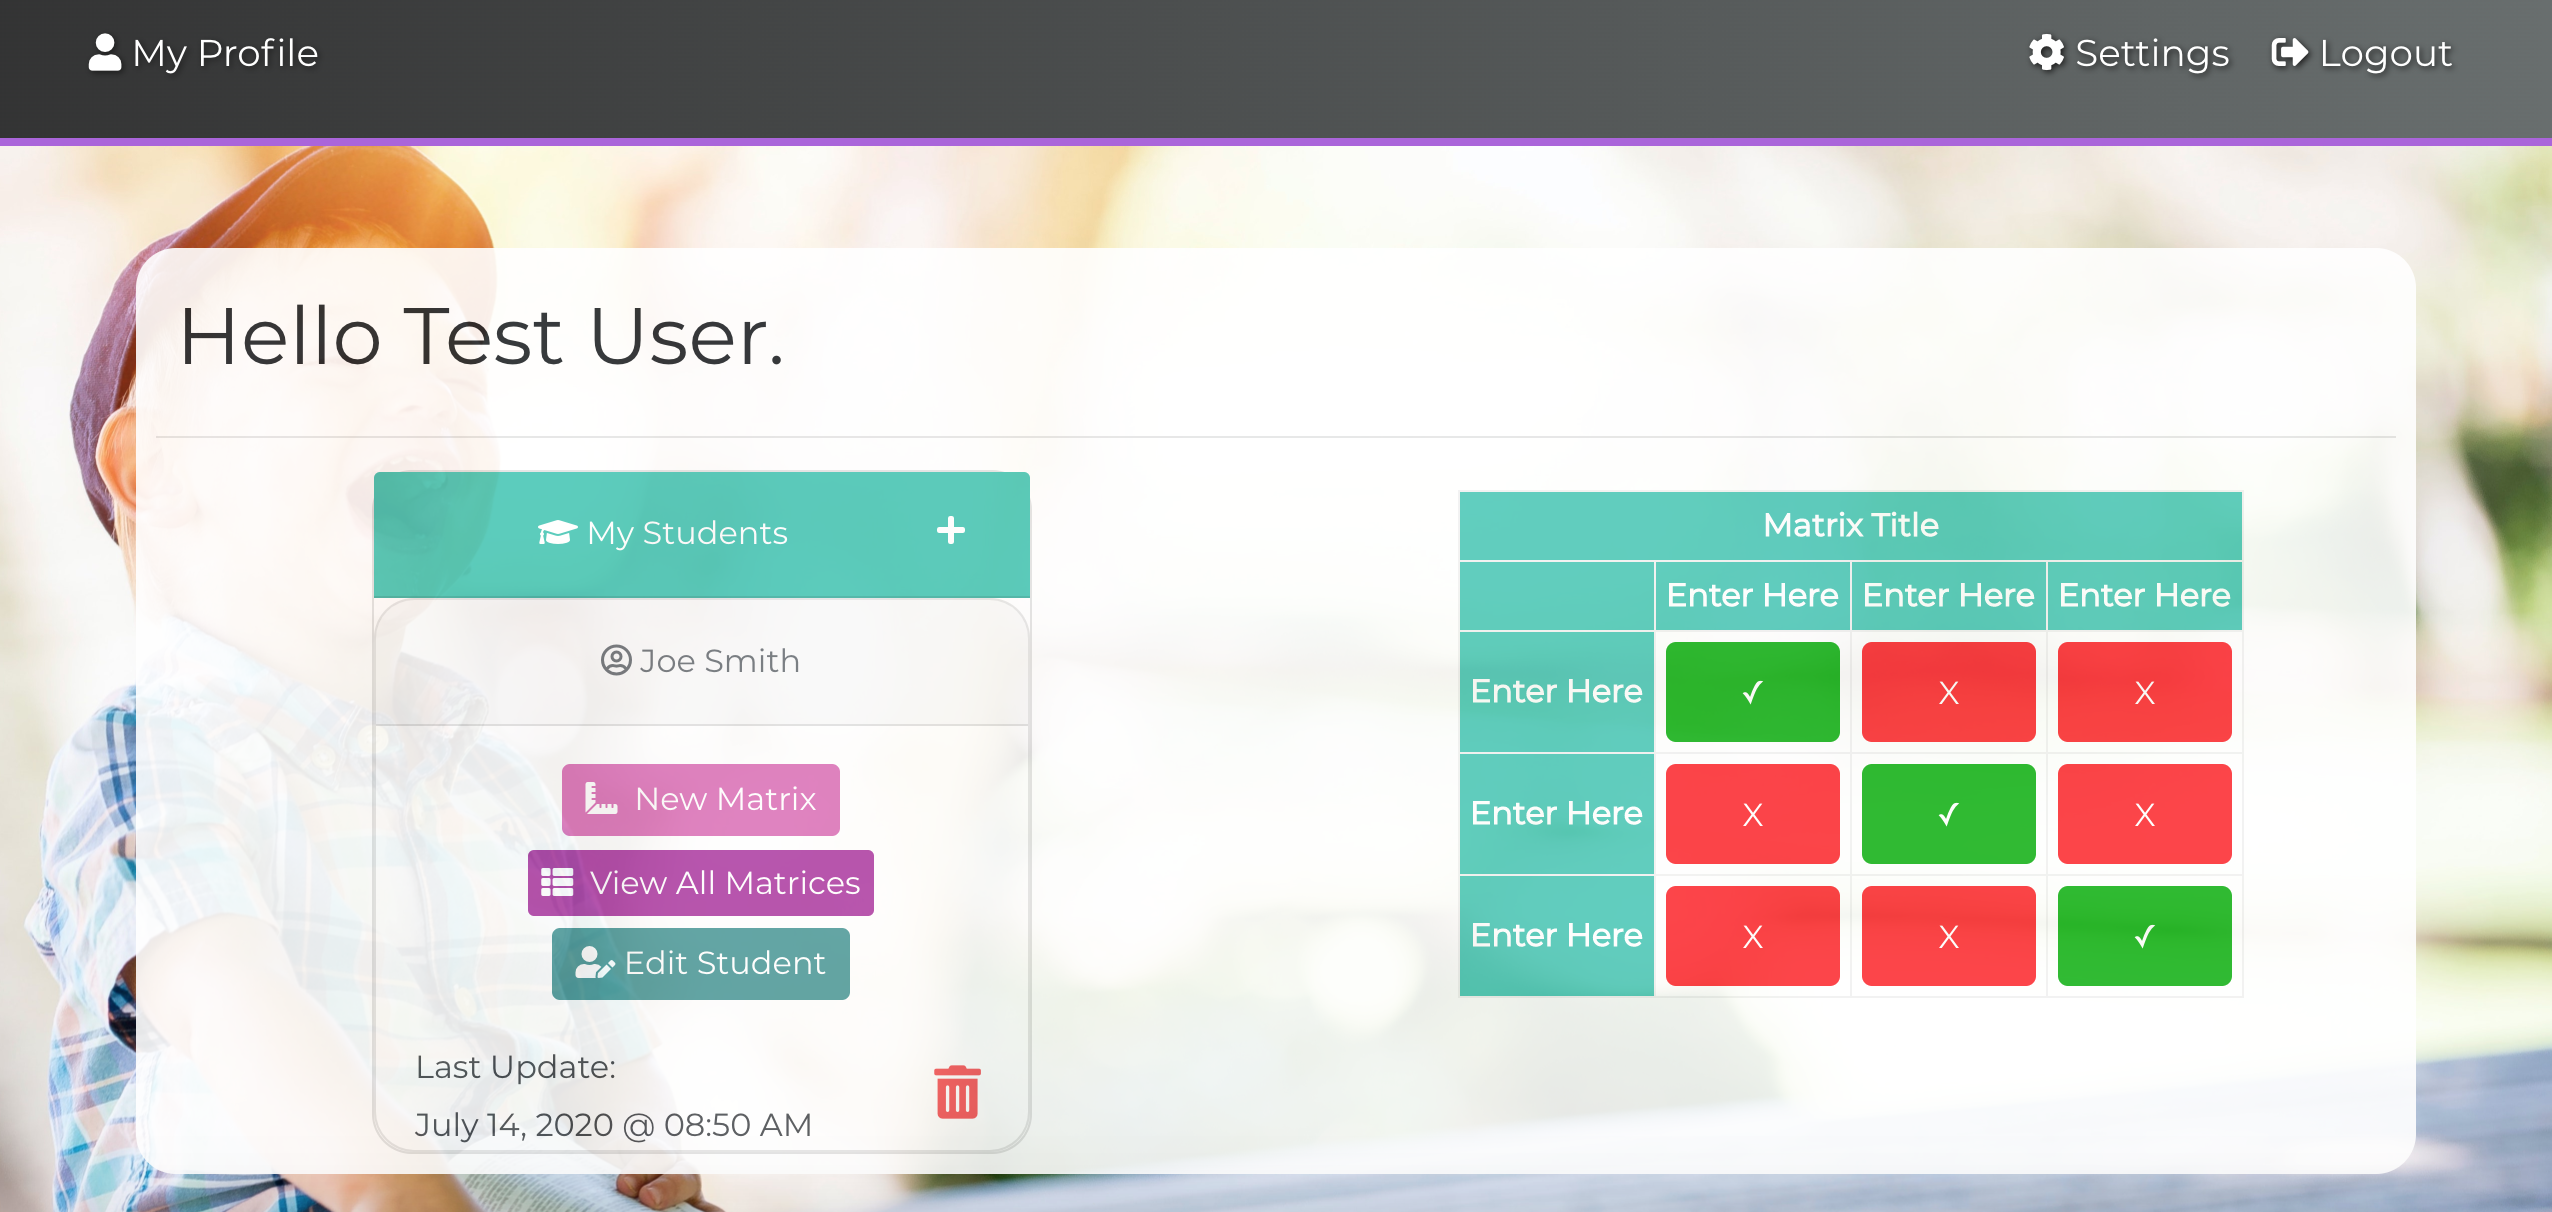 My Profile
Settings
Logout
Hello Test User.
My Students
Joe Smith
New Matrix
View All Matrices
Edit Student
Last Update:
July 14, 2020 @ 08:50 AM
Matrix Title
Enter Here Enter Here Enter Here
Enter Here ✓ X X
Enter Here X ✓ X
Enter Here X X ✓